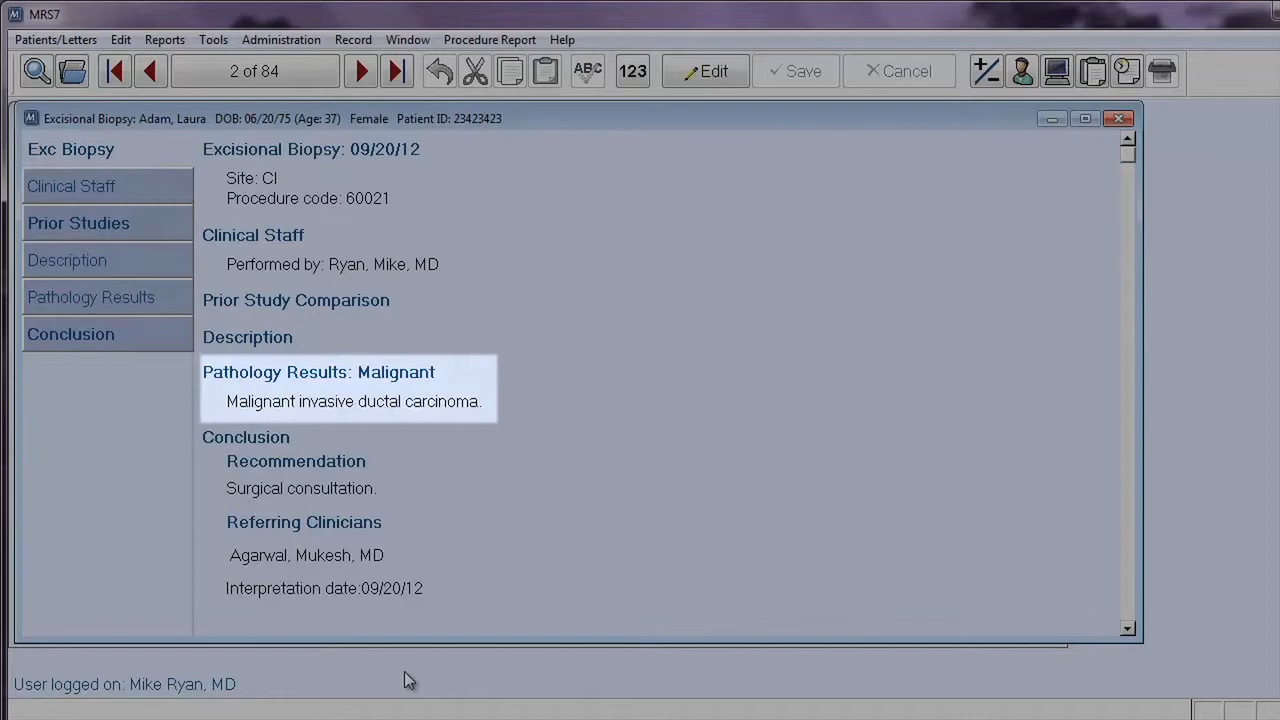 MRS7
Patients/Letters Edit Reports Tools Administration Record Window Procedure Report Help
2 of 84 ABC 123 Edit Save Cancel
Excisional Biopsy: Adam, Laura DOB: 06/20/75 (Age: 37) Female Patient ID: 23423423
Exc Biopsy
Clinical Staff
Prior Studies
Description
Pathology Results
Conclusion
Excisional Biopsy: 09/20/12
Site: CI
Procedure code: 60021
Clinical Staff
Performed by: Ryan, Mike, MD
Prior Study Comparison
Description
Pathology Results: Malignant
Malignant invasive ductal carcinoma.
Conclusion
Recommendation
Surgical consultation.
Referring Clinicians
Agarwal, Mukesh, MD
Interpretation date:09/20/12
User logged on: Mike Ryan, MD